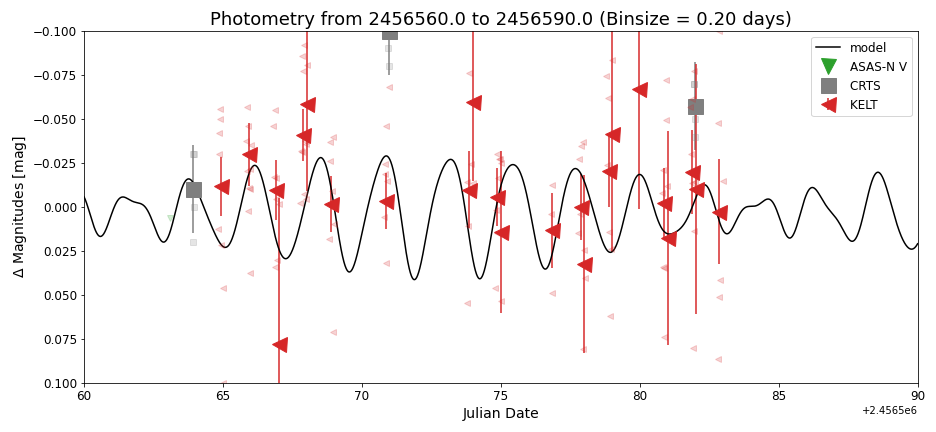 Photometry from 2456560.0 to 2456590.0 (Binsize = 0.20 days)
−0.100
−0.075
−0.050
−0.025
0.000
0.025
0.050
0.075
0.100
Δ Magnitudes [mag]
model
ASAS-N V
CRTS
KELT
60 65 70 75 80 85 90
+2.4565e6
Julian Date